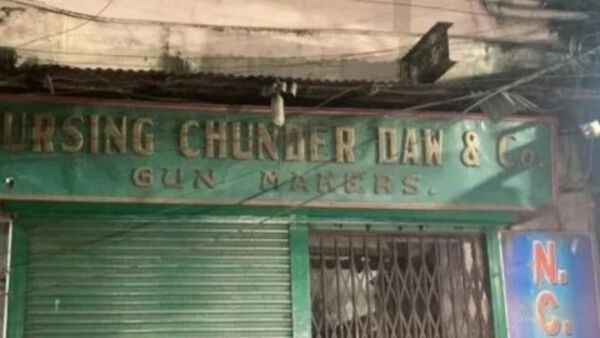 URSING CHUNDER DAW & Co.
GUN MAKERS.
N.
C.